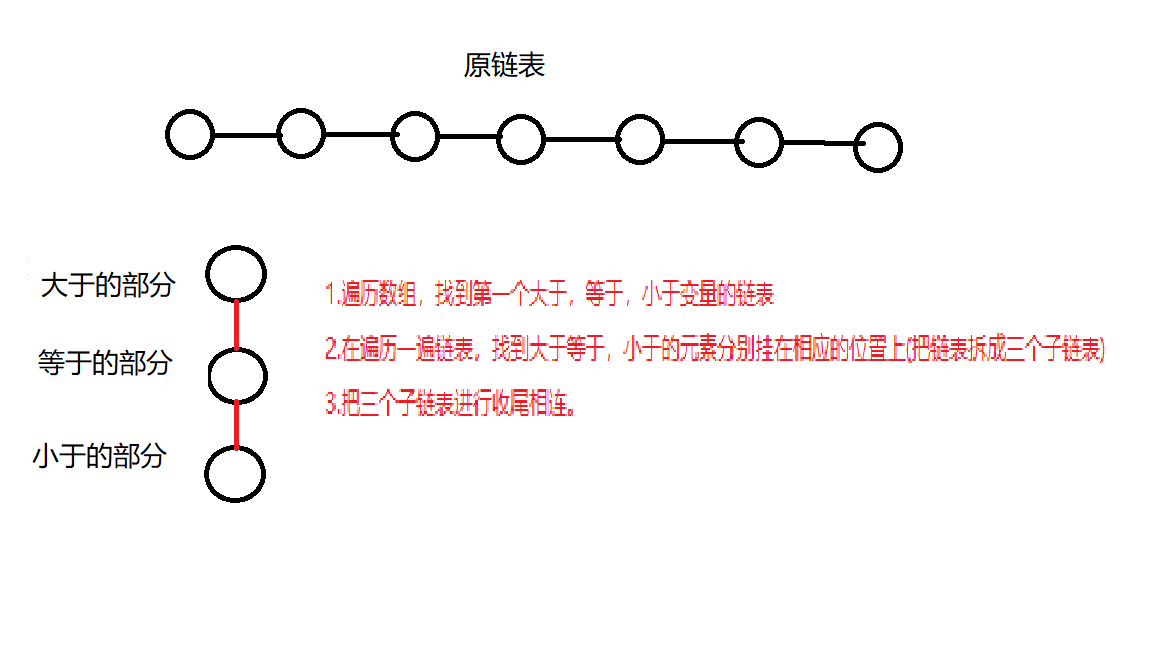 原链表
大于的部分
1.遍历数组，找到第一个大于，等于，小于变量的链表
2.在遍历一遍链表，找到大于等于，小于的元素分别挂在相应的位置上(把链表拆成三个子链表)
等于的部分
3.把三个子链表进行收尾相连。
小于的部分